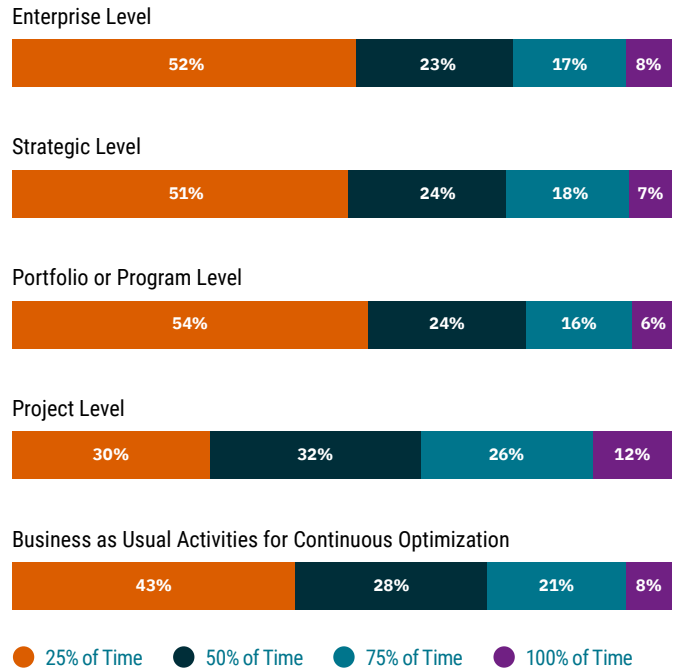 Enterprise Level
52% 23% 17% 8%
Strategic Level
51% 24% 18% 7%
Portfolio or Program Level
54% 24% 16% 6%
Project Level
30% 32% 26% 12%
Business as Usual Activities for Continuous Optimization
43% 28% 21% 8%
25% of Time 50% of Time 75% of Time 100% of Time